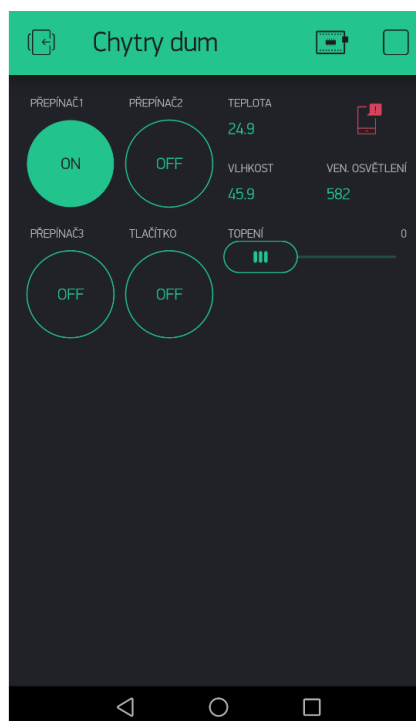 Chytry dum
PŘEPÍNAČ1 PŘEPÍNAČ2 TEPLOTA
24.9
ON OFF VLHKOST VEN. OSVĚTLENÍ
45.9 582
PŘEPÍNAČ3 TLAČÍTKO TOPENÍ 0
OFF OFF